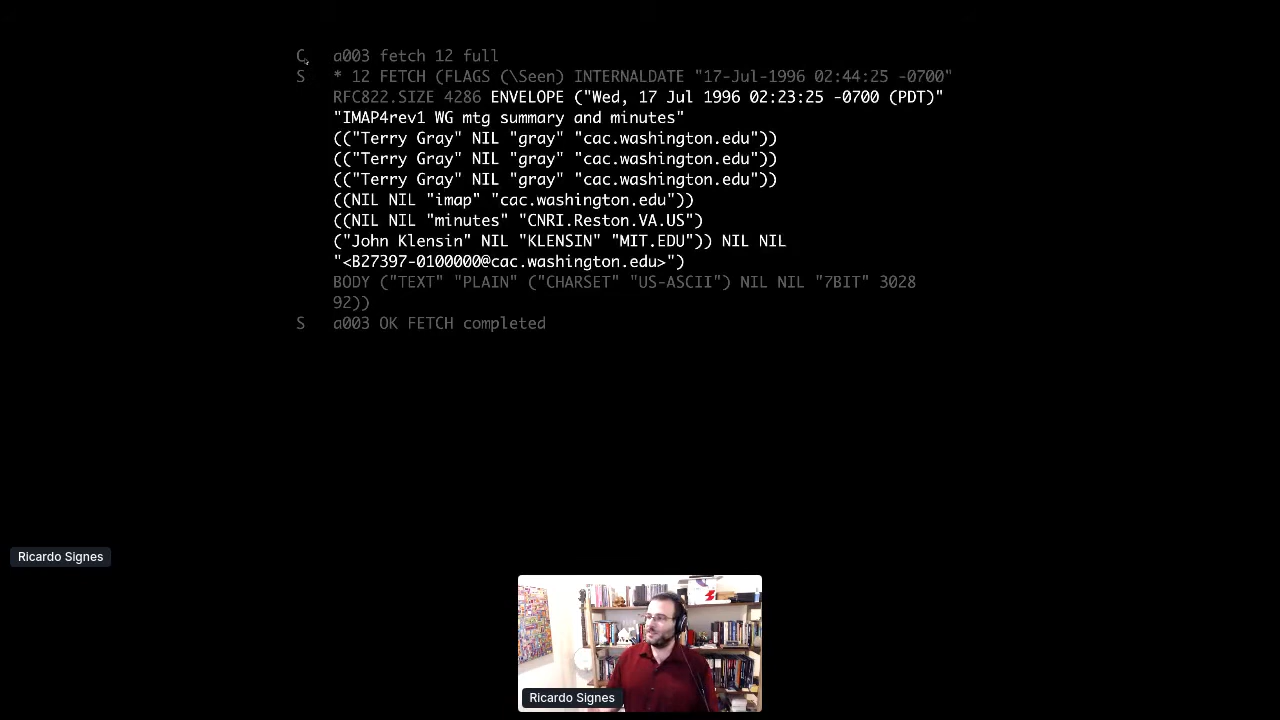 C a003 fetch 12 full
S * 12 FETCH (FLAGS (\Seen) INTERNALDATE "17-Jul-1996 02:44:25 -0700"
RFC822.SIZE 4286 ENVELOPE ("Wed, 17 Jul 1996 02:23:25 -0700 (PDT)"
"IMAP4rev1 WG mtg summary and minutes"
(("Terry Gray" NIL "gray" "cac.washington.edu"))
(("Terry Gray" NIL "gray" "cac.washington.edu"))
(("Terry Gray" NIL "gray" "cac.washington.edu"))
((NIL NIL "imap" "cac.washington.edu"))
((NIL NIL "minutes" "CNRI.Reston.VA.US")
("John Klensin" NIL "KLENSIN" "MIT.EDU")) NIL NIL
"<B27397-0100000@cac.washington.edu>")
BODY ("TEXT" "PLAIN" ("CHARSET" "US-ASCII") NIL NIL "7BIT" 3028
92))
S a003 OK FETCH completed
Ricardo Signes
Ricardo Signes